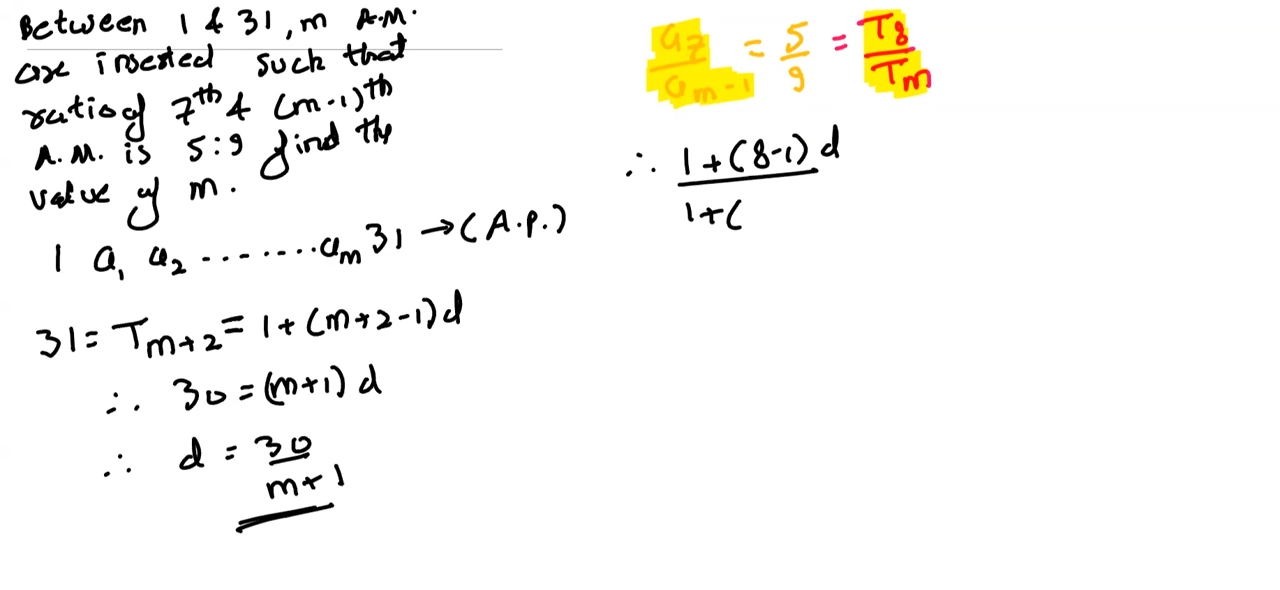 Between 1 & 31, m A.M.
are inserted such that
ratio of 7th & (m-1)th
A.M. is 5:9 find the
value of m.
1 a₁ a₂ ........ aₘ 31 → (A.P.)
31 = Tₘ₊₂ = 1 + (m+2-1)d
∴ 30 = (m+1) d
∴ d = 30/m+1
a₇/aₘ₋₁ = 5/9 = T₈/Tₘ
∴ 1+(8-1)d
1+(